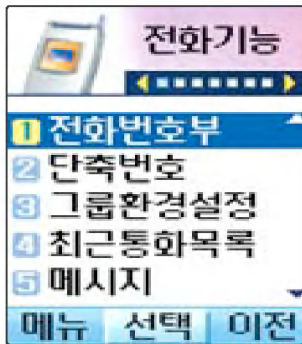 전화기능
1 전화번호부
2 단축번호
3 그룹환경설정
4 최근통화목록
5 메시지
메뉴 선택 이전